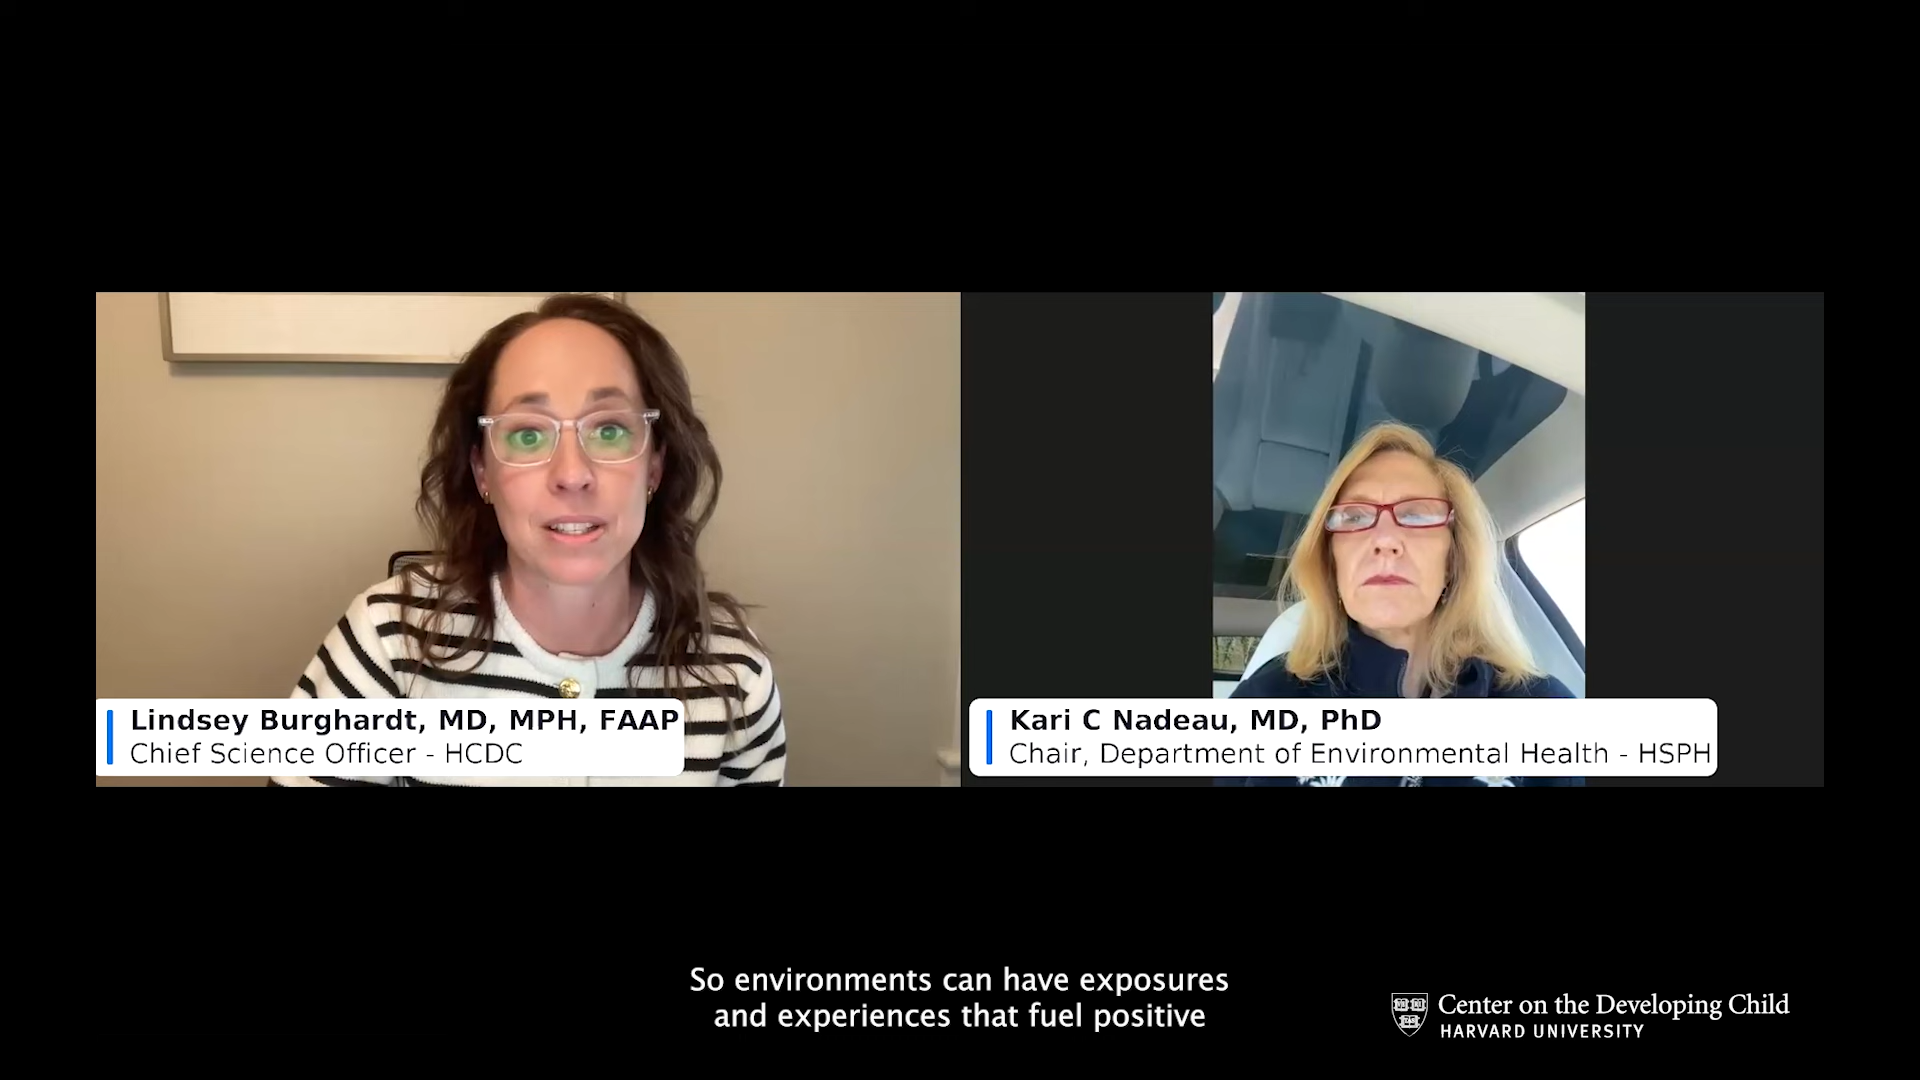 Lindsey Burghardt, MD, MPH, FAAP
Chief Science Officer - HCDC
Kari C Nadeau, MD, PhD
Chair, Department of Environmental Health - HSPH
So environments can have exposures
and experiences that fuel positive
Center on the Developing Child
HARVARD UNIVERSITY